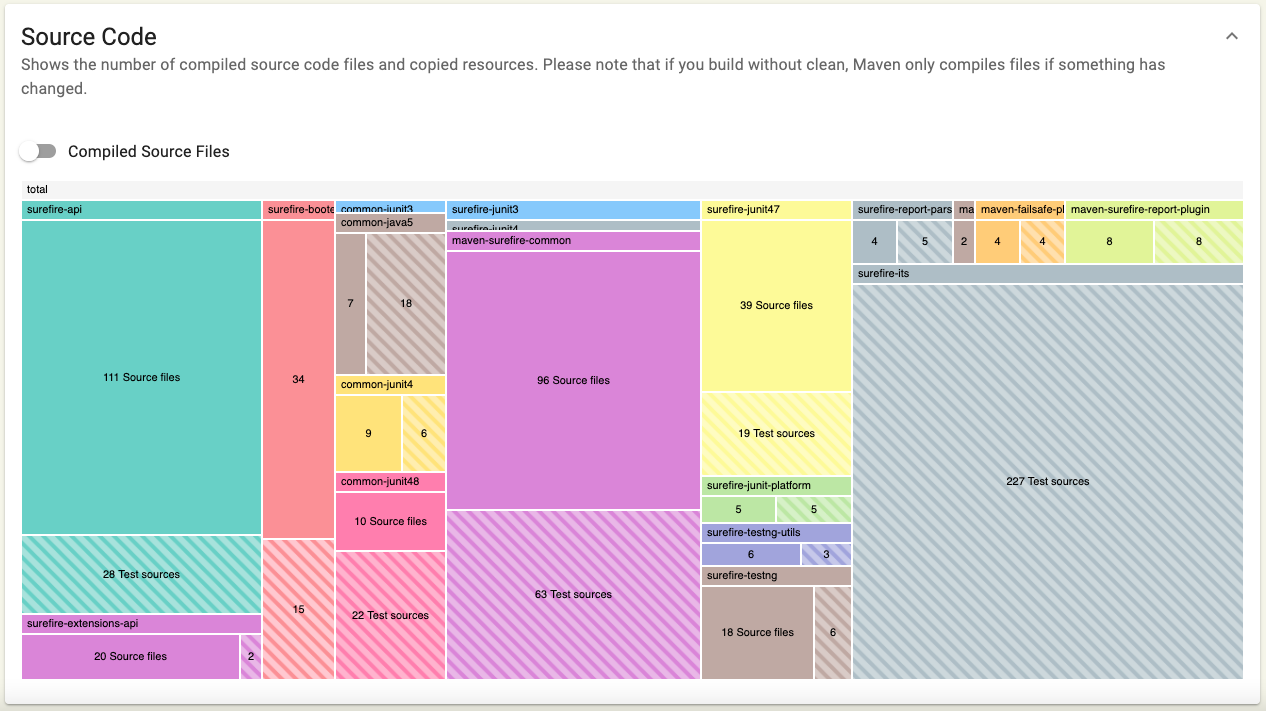 Source Code
Shows the number of compiled source code files and copied resources. Please note that if you build without clean, Maven only compiles files if something has
changed.
Compiled Source Files
total
surefire-api
111 Source files
28 Test sources
surefire-extensions-api
20 Source files
2
surefire-boote
34
15
common-junit3
common-java5
7
18
common-junit4
9
6
common-junit48
10 Source files
22 Test sources
surefire-junit3
surefire-junit4
maven-surefire-common
96 Source files
63 Test sources
surefire-junit47
39 Source files
19 Test sources
surefire-junit-platform
5
5
surefire-testng-utils
6
3
surefire-testng
18 Source files
6
surefire-report-pars
4
5
ma
2
maven-failsafe-pl
4
4
maven-surefire-report-plugin
8
8
surefire-its
227 Test sources